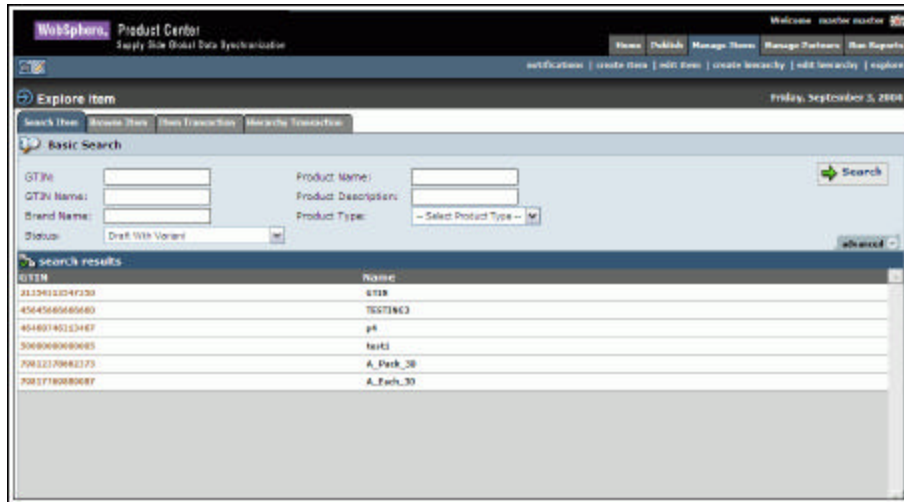 WebSphere. Product Center
Supply Side Global Data Synchronization
Welcome master master
Home Publish Manage Items Manage Partners Run Reports
notifications | create item | edit item | create hierarchy | edit hierarchy | explore
Explore Item
Friday, September 3, 2004
Search Item Browse Item Item Transaction Hierarchy Transaction
Basic Search
GTIN: Product Name: Search
GTIN Name: Product Description:
Brand Name: Product Type: -- Select Product Type --
Status: Draft With Variant
advanced
search results
GTIN Name
GTIN
TESTING3
p4
test1
A_Pack_30
A_Each_30